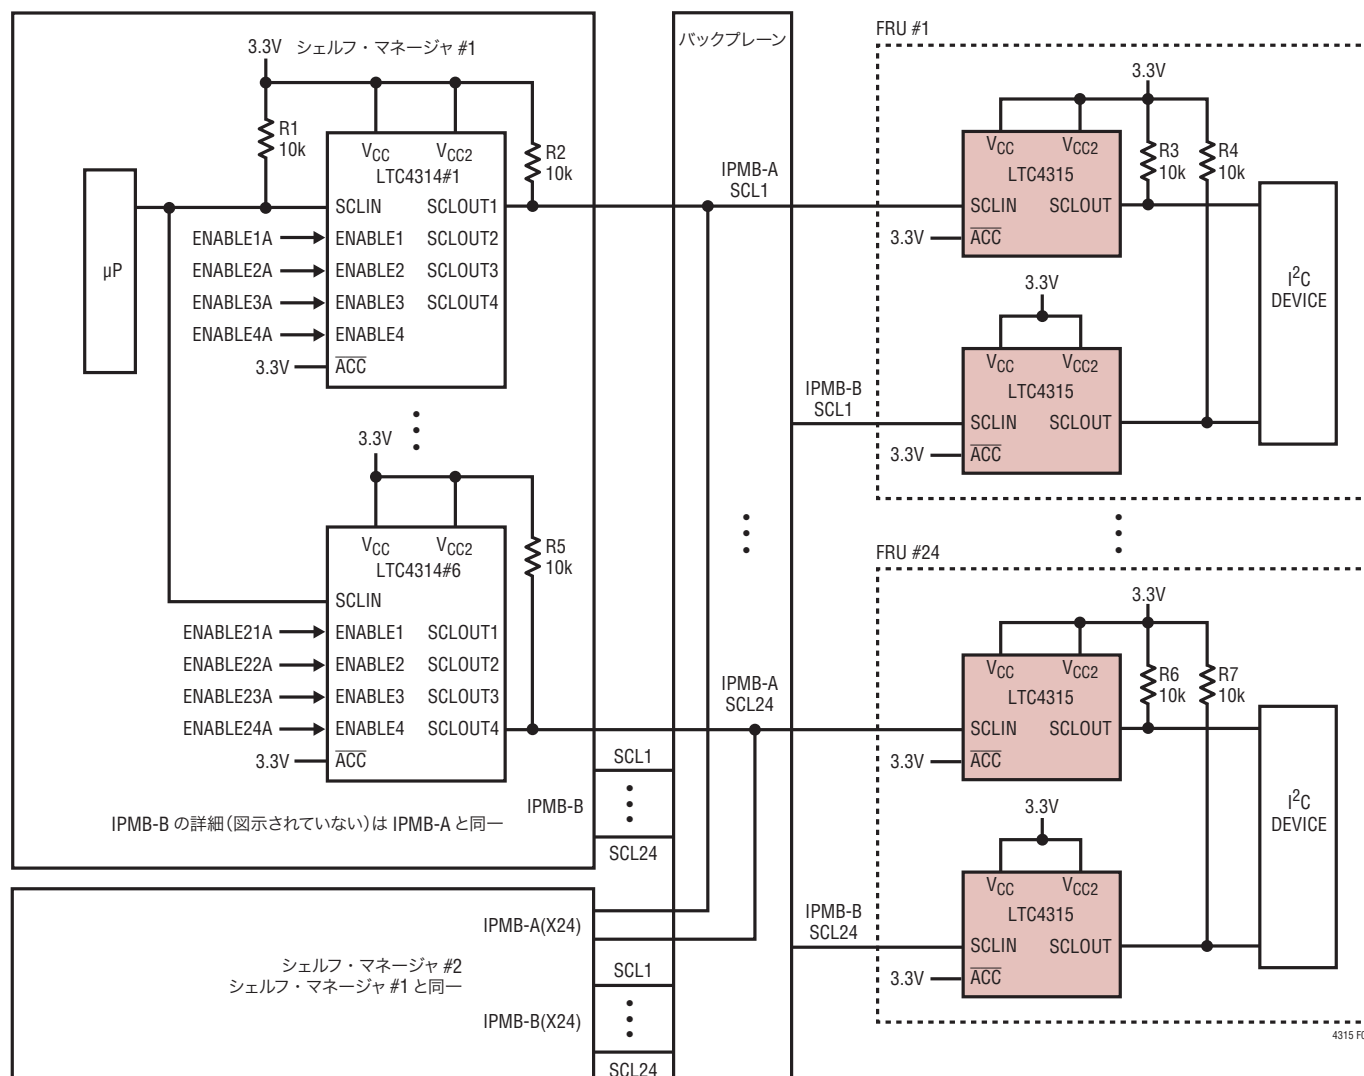 3.3V シェルフ・マネージャ #1
R1
10k
VCC VCC2
LTC4314#1
R2
10k
µP
SCLIN SCLOUT1
ENABLE1A ENABLE1 SCLOUT2
ENABLE2A ENABLE2 SCLOUT3
ENABLE3A ENABLE3 SCLOUT4
ENABLE4A ENABLE4
3.3V ACC
3.3V
VCC VCC2
LTC4314#6
R5
10k
SCLIN
ENABLE21A ENABLE1 SCLOUT1
ENABLE22A ENABLE2 SCLOUT2
ENABLE23A ENABLE3 SCLOUT3
ENABLE24A ENABLE4 SCLOUT4
3.3V ACC
IPMB-B の詳細(図示されていない)は IPMB-A と同一
IPMB-B
SCL1
SCL24
IPMB-A(X24)
シェルフ・マネージャ #2
シェルフ・マネージャ #1 と同一
IPMB-B(X24)
SCL1
SCL24
バックプレーン
IPMB-A
SCL1
IPMB-B
SCL1
IPMB-A
SCL24
IPMB-B
SCL24
FRU #1
3.3V
VCC VCC2
LTC4315
R3
10k
R4
10k
SCLIN SCLOUT
3.3V ACC
3.3V
VCC VCC2
LTC4315
SCLIN SCLOUT
3.3V ACC
I2C
DEVICE
FRU #24
3.3V
VCC VCC2
LTC4315
R6
10k
R7
10k
SCLIN SCLOUT
3.3V ACC
3.3V
VCC VCC2
LTC4315
SCLIN SCLOUT
3.3V ACC
I2C
DEVICE
4315